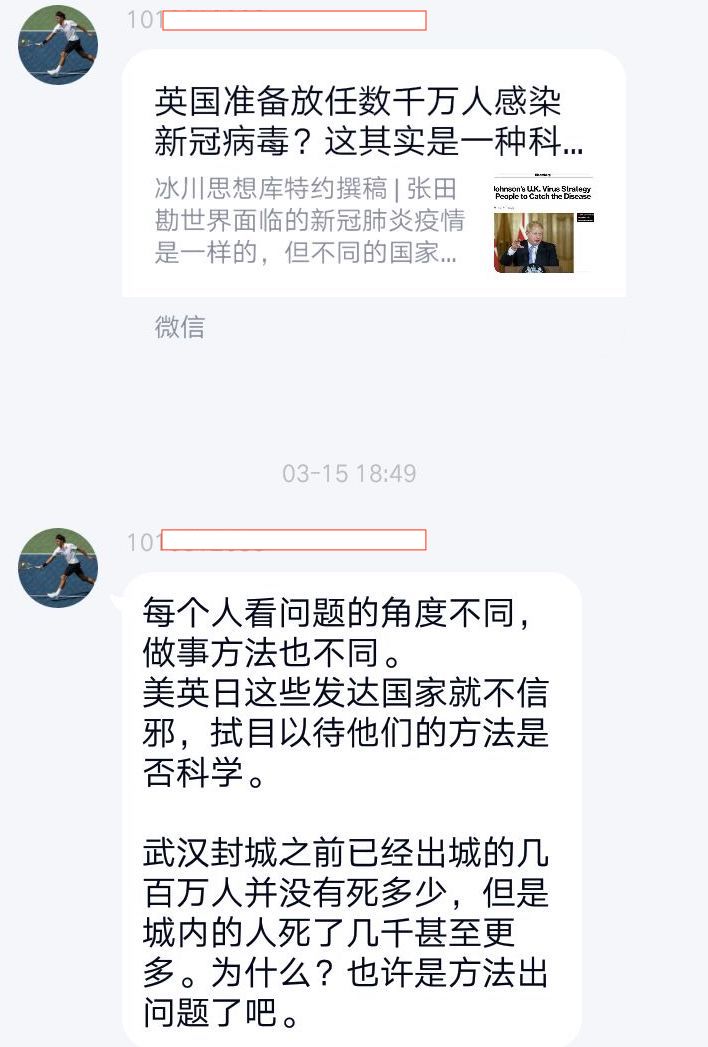 101
英国准备放任数千万人感染
新冠病毒？这其实是一种科...
冰川思想库特约撰稿 | 张田
勘世界面临的新冠肺炎疫情
是一样的，但不同的国家...
Johnson's U.K. Virus Strategy
People to Catch the Disease
微信
03-15 18:49
101
每个人看问题的角度不同，
做事方法也不同。
美英日这些发达国家就不信
邪，拭目以待他们的方法是
否科学。
武汉封城之前已经出城的几
百万人并没有死多少，但是
城内的人死了几千甚至更
多。为什么？也许是方法出
问题了吧。